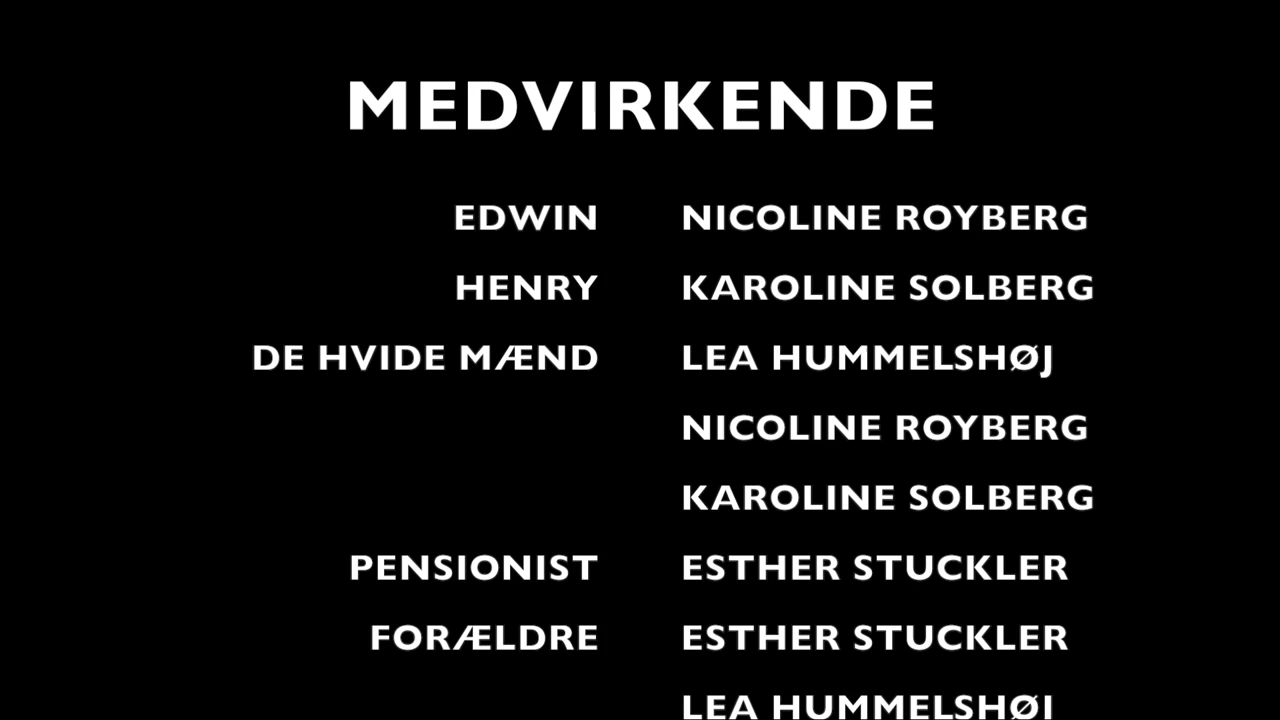 MEDVIRKENDE
EDWIN NICOLINE ROYBERG
HENRY KAROLINE SOLBERG
DE HVIDE MÆND LEA HUMMELSHØJ
NICOLINE ROYBERG
KAROLINE SOLBERG
PENSIONIST ESTHER STUCKLER
FORÆLDRE ESTHER STUCKLER
LEA HUMMELSHØJ